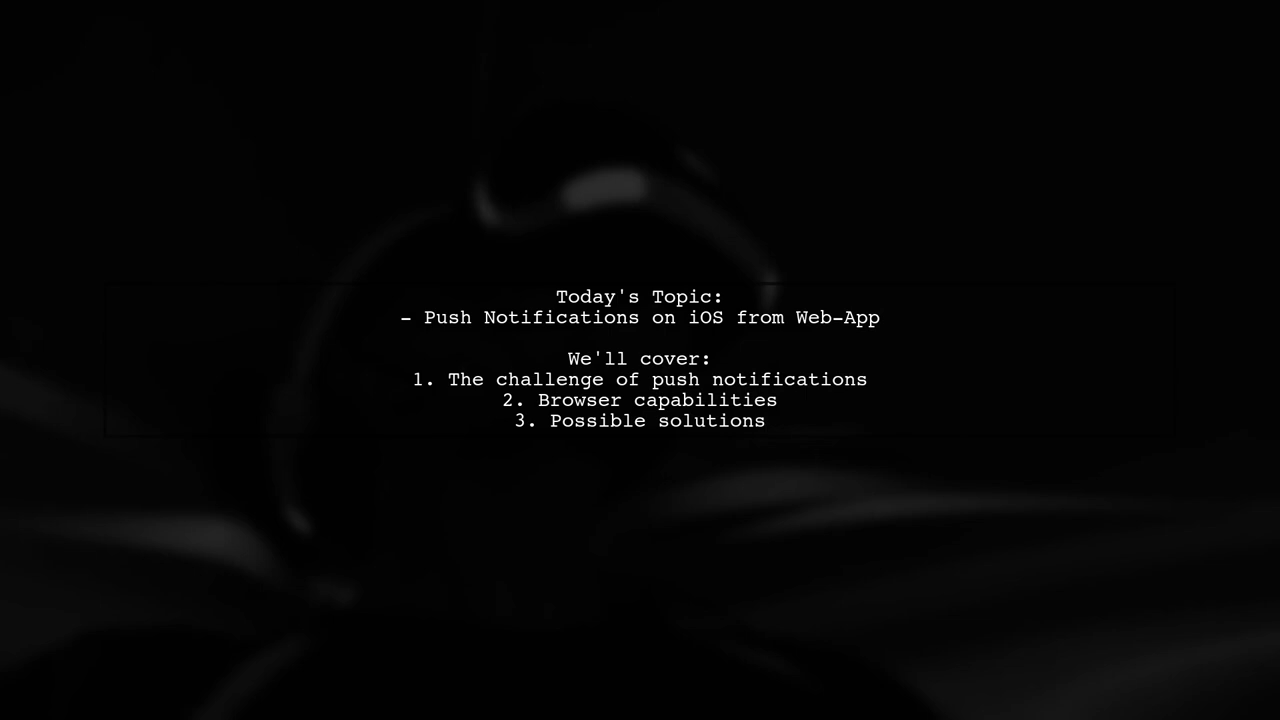 Today's Topic:
- Push Notifications on iOS from Web-App
We'll cover:
1. The challenge of push notifications
2. Browser capabilities
3. Possible solutions